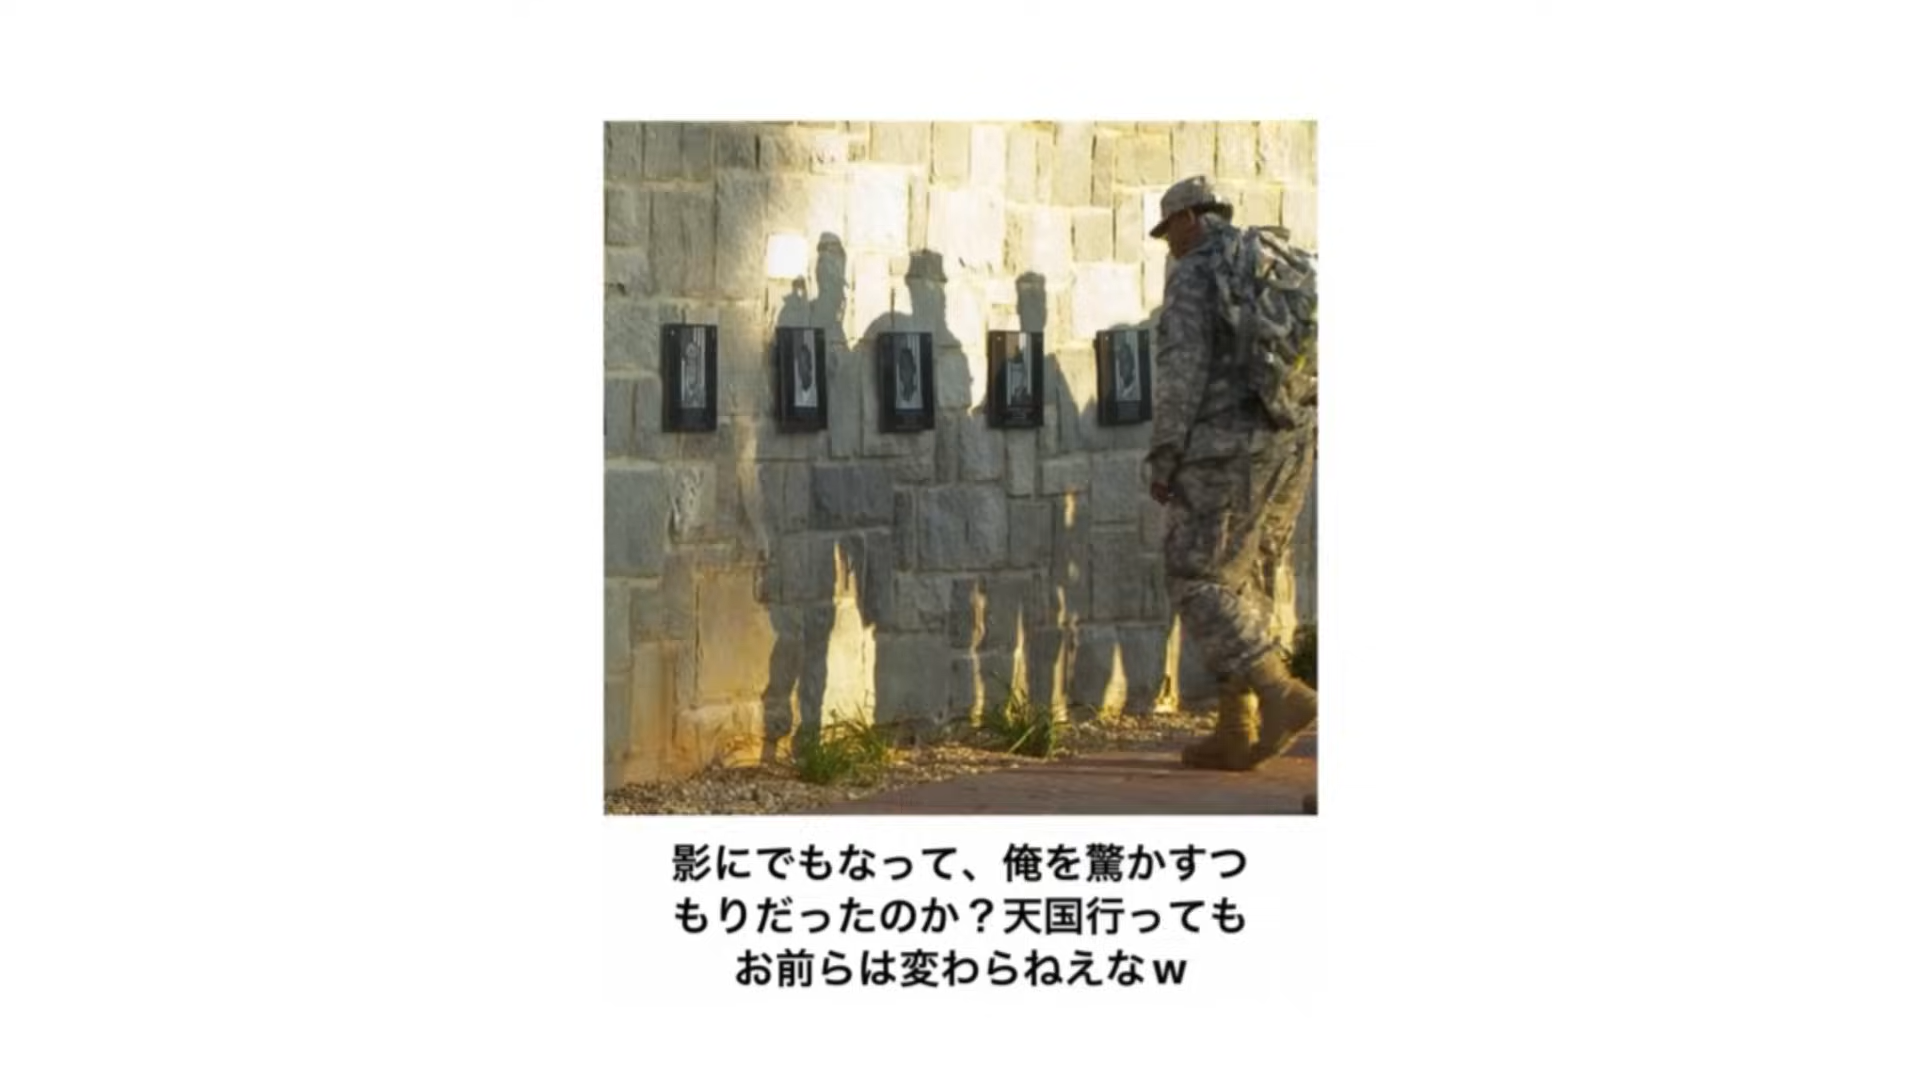 影にでもなって、俺を驚かすつ
もりだったのか？天国行っても
お前らは変わらねえなw